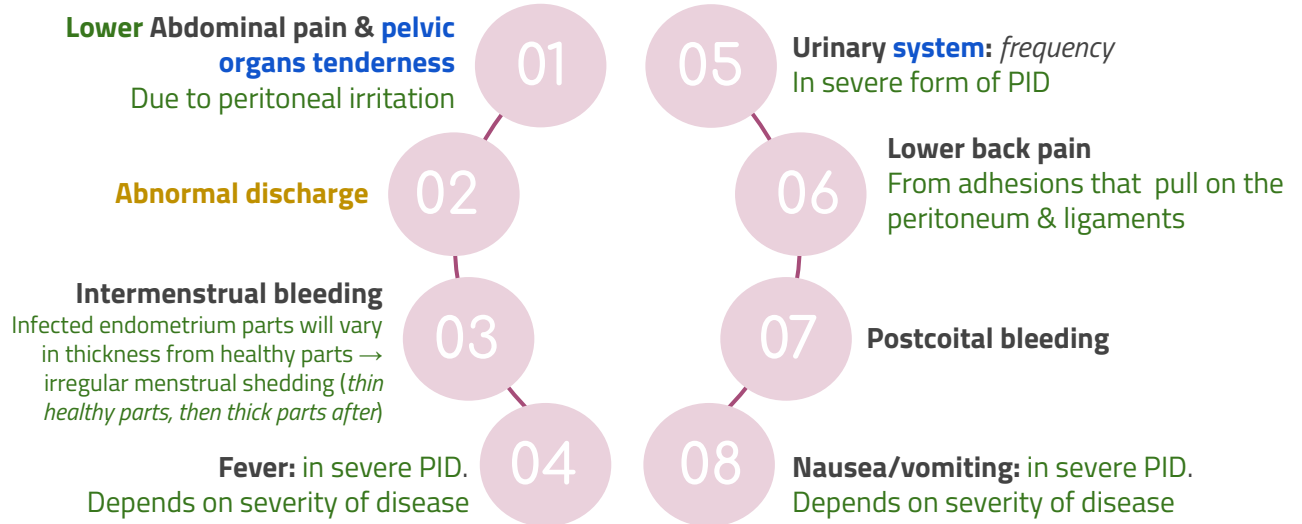 01
Lower Abdominal pain & pelvic
organs tenderness
Due to peritoneal irritation
02
Abnormal discharge
03
Intermenstrual bleeding
Infected endometrium parts will vary
in thickness from healthy parts →
irregular menstrual shedding (thin
healthy parts, then thick parts after)
04
Fever: in severe PID.
Depends on severity of disease
05
Urinary system: frequency
In severe form of PID
06
Lower back pain
From adhesions that pull on the
peritoneum & ligaments
07
Postcoital bleeding
08
Nausea/vomiting: in severe PID.
Depends on severity of disease